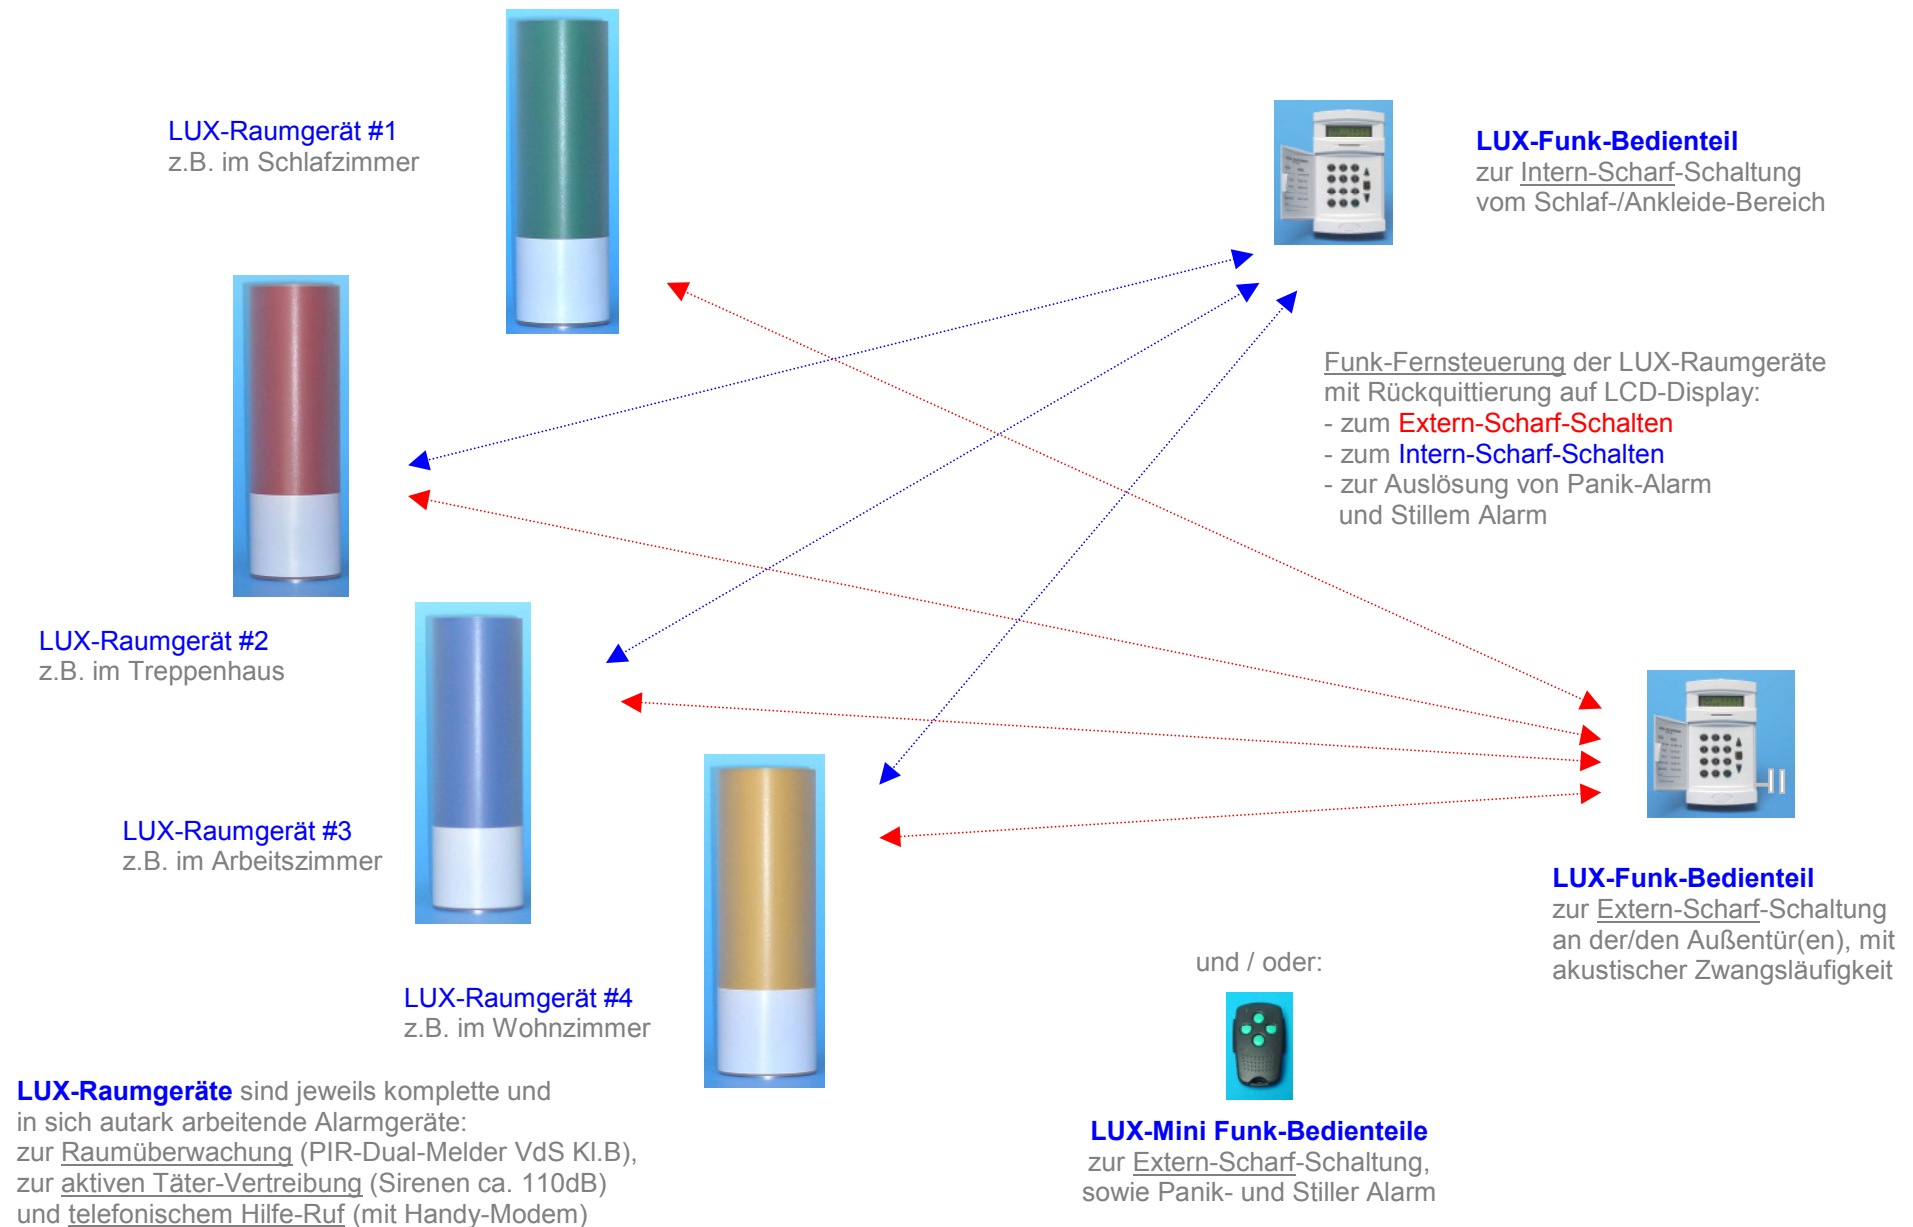 LUX-Raumgerät #1
z.B. im Schlafzimmer
LUX-Funk-Bedienteil
zur Intern-Scharf-Schaltung
vom Schlaf-/Ankleide-Bereich
Funk-Fernsteuerung der LUX-Raumgeräte
mit Rückquittierung auf LCD-Display:
- zum Extern-Scharf-Schalten
- zum Intern-Scharf-Schalten
- zur Auslösung von Panik-Alarm
und Stillem Alarm
LUX-Raumgerät #2
z.B. im Treppenhaus
LUX-Raumgerät #3
z.B. im Arbeitszimmer
LUX-Funk-Bedienteil
zur Extern-Scharf-Schaltung
an der/den Außentür(en), mit
akustischer Zwangsläufigkeit
LUX-Raumgerät #4
z.B. im Wohnzimmer
und / oder:
LUX-Mini Funk-Bedienteile
zur Extern-Scharf-Schaltung,
sowie Panik- und Stiller Alarm
LUX-Raumgeräte sind jeweils komplette und
in sich autark arbeitende Alarmgeräte:
zur Raumüberwachung (PIR-Dual-Melder VdS Kl.B),
zur aktiven Täter-Vertreibung (Sirenen ca. 110dB)
und telefonischem Hilfe-Ruf (mit Handy-Modem)